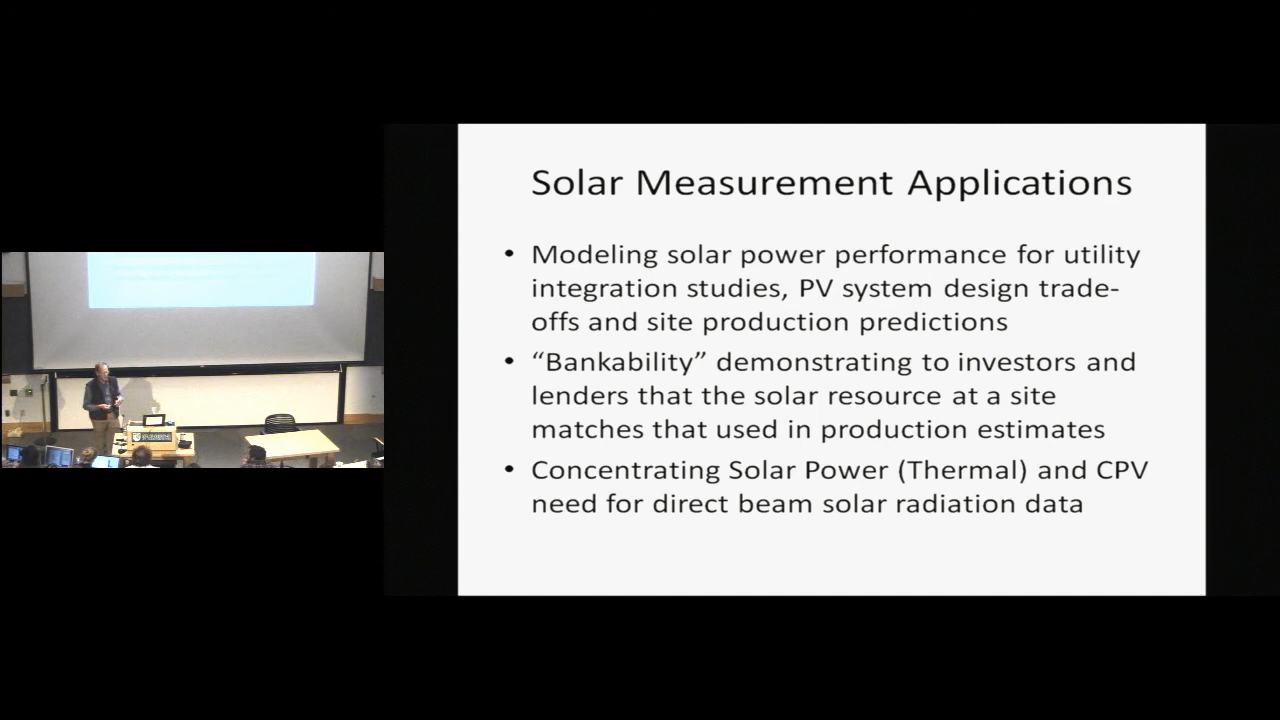 Solar Measurement Applications
• Modeling solar power performance for utility
integration studies, PV system design trade-
offs and site production predictions
• “Bankability” demonstrating to investors and
lenders that the solar resource at a site
matches that used in production estimates
• Concentrating Solar Power (Thermal) and CPV
need for direct beam solar radiation data